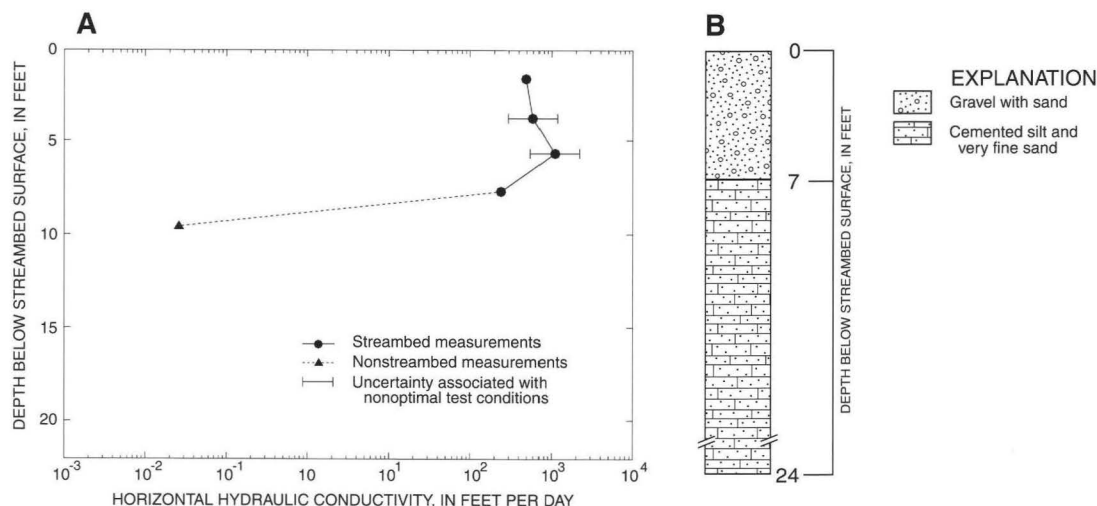 A
DEPTH BELOW STREAMBED SURFACE, IN FEET
0
5
10
15
20
Streambed measurements
Nonstreambed measurements
Uncertainty associated with
nonoptimal test conditions
10-3
10-2
10-1
10
10
102
103
104
HORIZONTAL HYDRAULIC CONDUCTIVITY, IN FEET PER DAY
B
0
7
24
DEPTH BELOW STREAMBED SURFACE, IN FEET
EXPLANATION
Gravel with sand
Cemented silt and
very fine sand